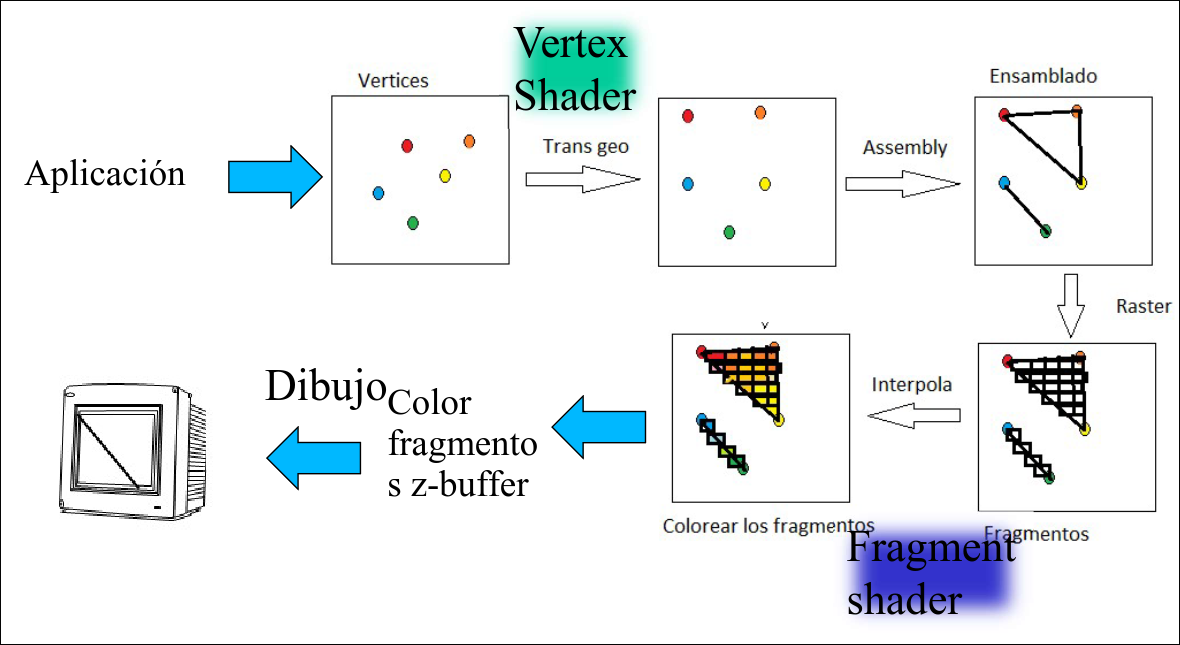 Vertex
Shader
Vertices
Ensamblado
Aplicación
Trans geo
Assembly
Raster
v
Interpola
Dibujo
Color
fragmento
s z-buffer
Colorear los fragmentos
Fragmentos
Fragment
shader